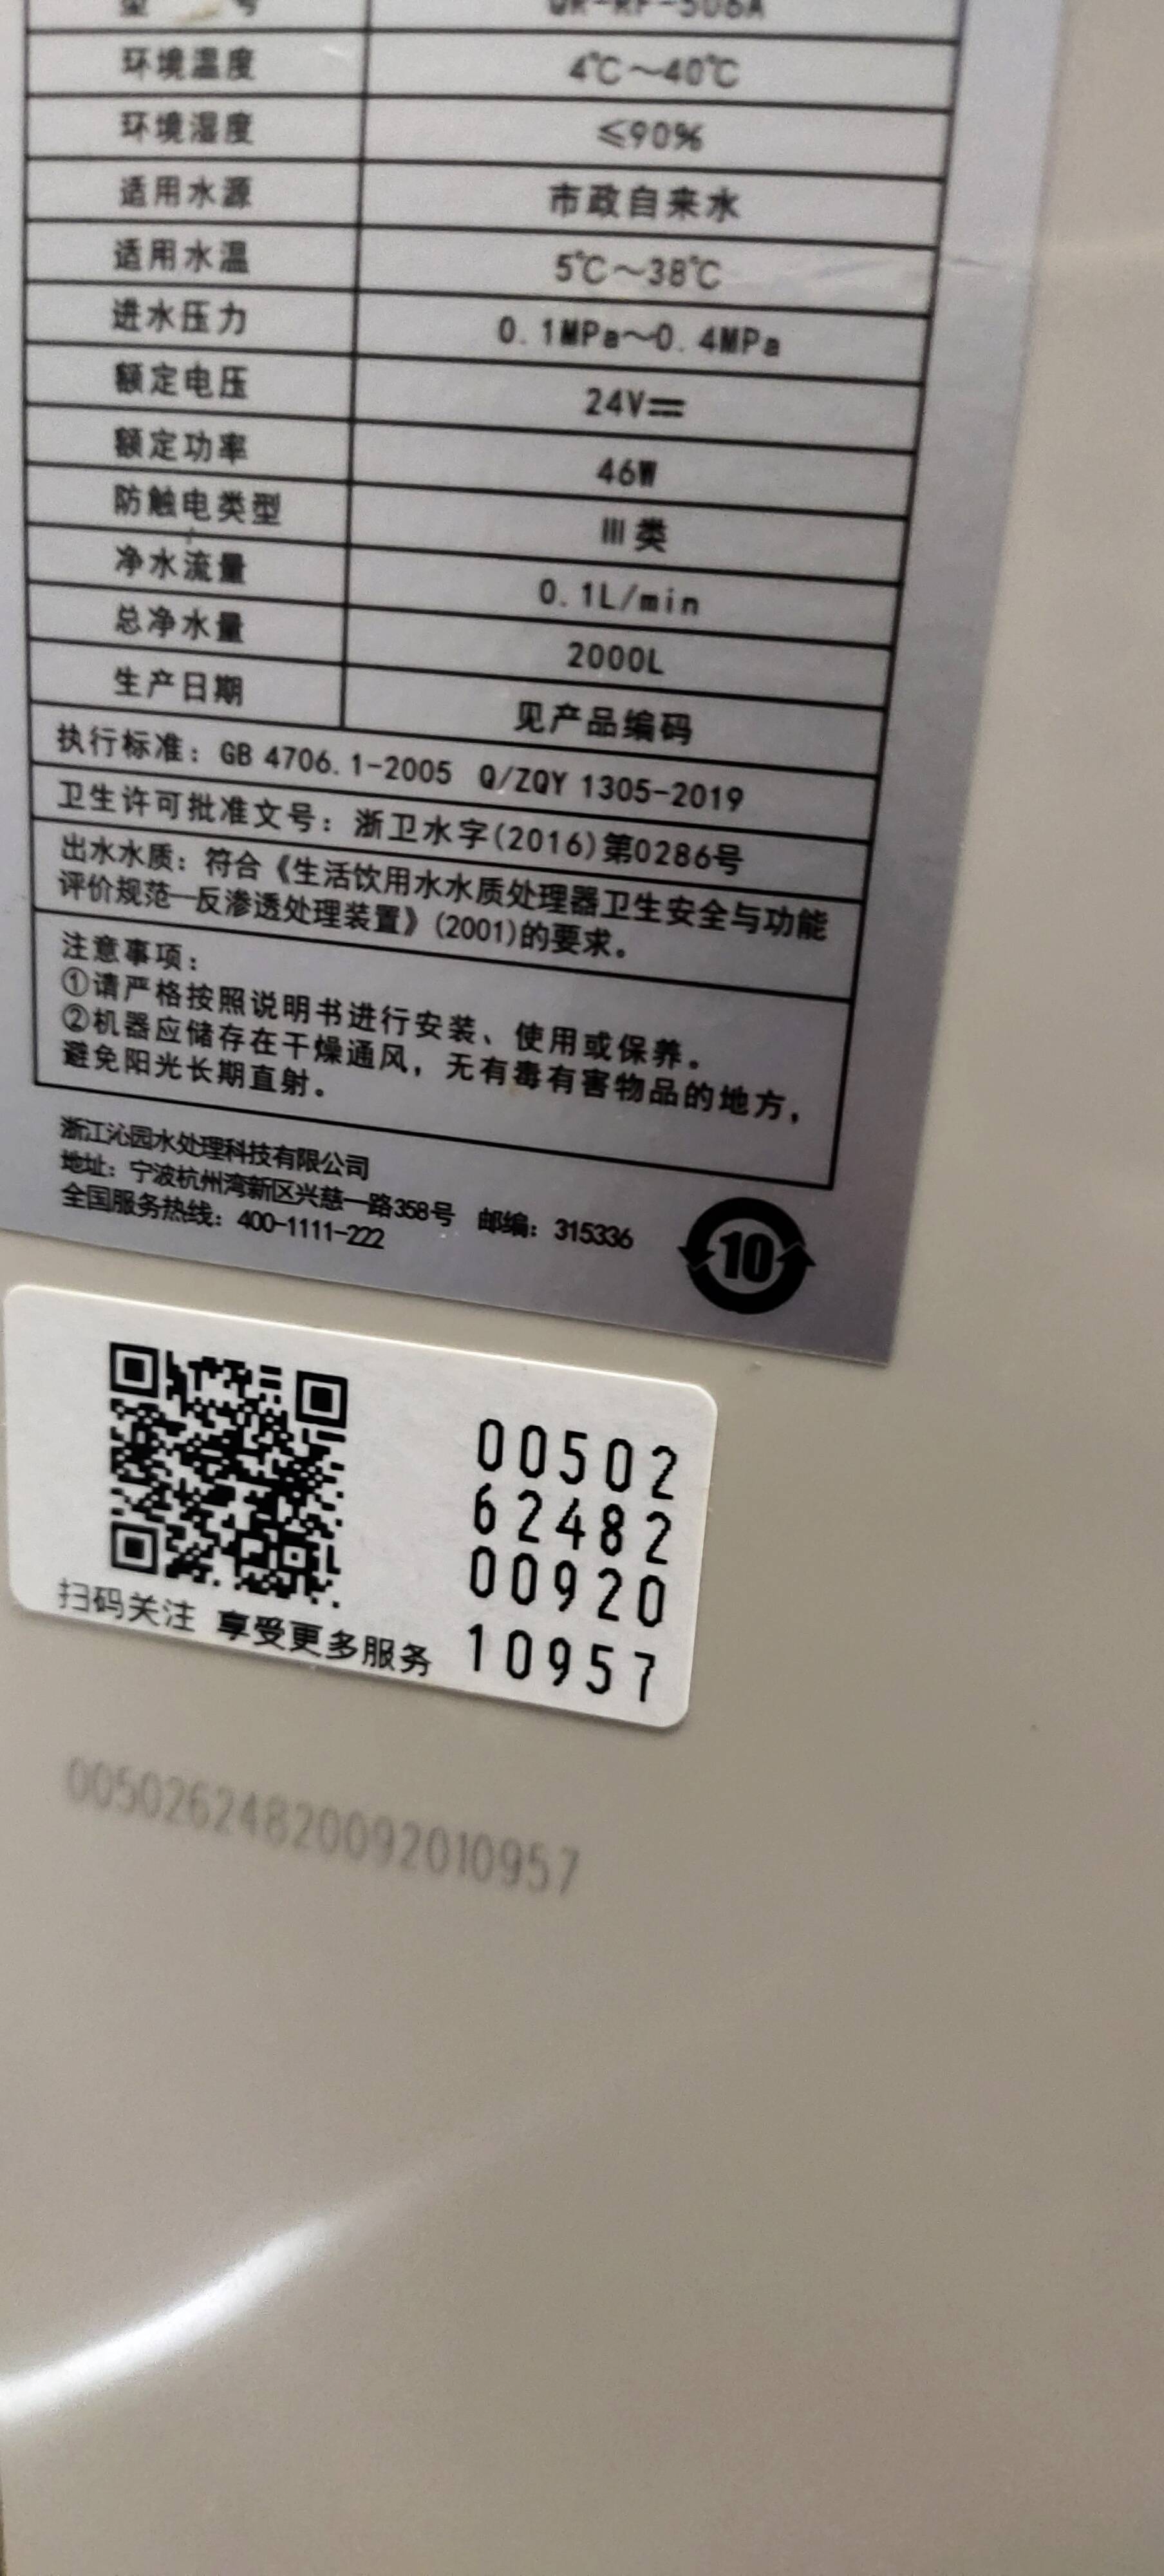 型 号 QR-RF-506A
环境温度 4℃～40℃
环境湿度 ≤90%
适用水源 市政自来水
适用水温 5℃～38℃
进水压力 0.1MPa～0.4MPa
额定电压 24V⎓
额定功率 46W
防触电类型 III类
净水流量 0.1L/min
总净水量 2000L
生产日期 见产品编码
执行标准：GB 4706.1-2005 Q/ZQY 1305-2019
卫生许可批准文号：浙卫水字(2016)第0286号
出水水质：符合《生活饮用水水质处理器卫生安全与功能
评价规范—反渗透处理装置》(2001)的要求。
注意事项：
①请严格按照说明书进行安装、使用或保养。
②机器应储存在干燥通风，无有毒有害物品的地方，
避免阳光长期直射。
浙江沁园水处理科技有限公司
地址：宁波杭州湾新区兴慈一路358号 邮编：315336
全国服务热线：400-1111-222
10
00502
62482
00920
10957
扫码关注 享受更多服务
00502624820092010957